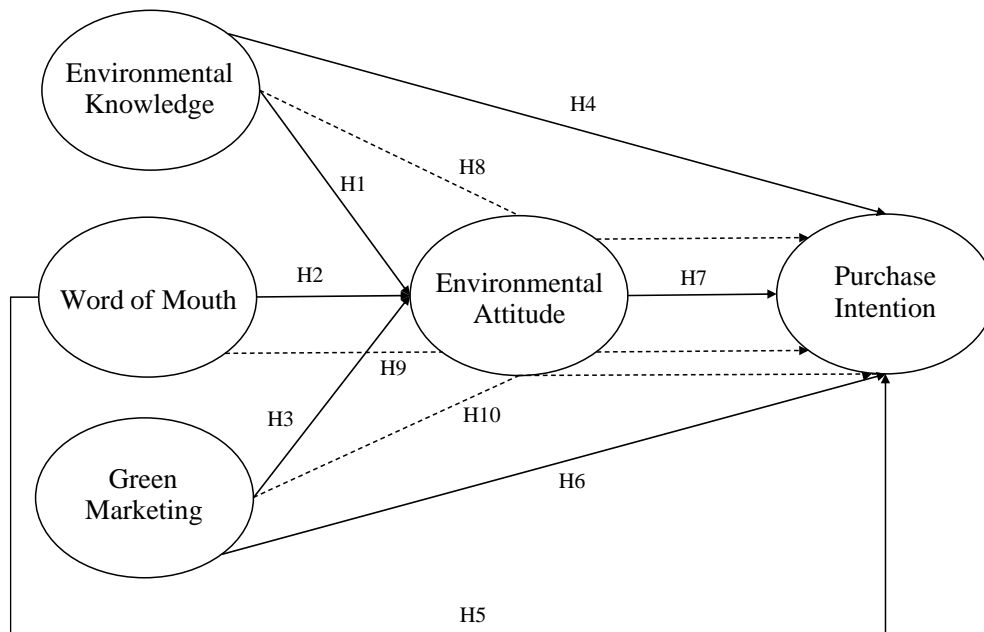 Environmental
Knowledge
H4
H8
H1
Word of Mouth
H2
Environmental
Attitude
H7
Purchase
Intention
H9
H3
H10
Green
Marketing
H6
H5